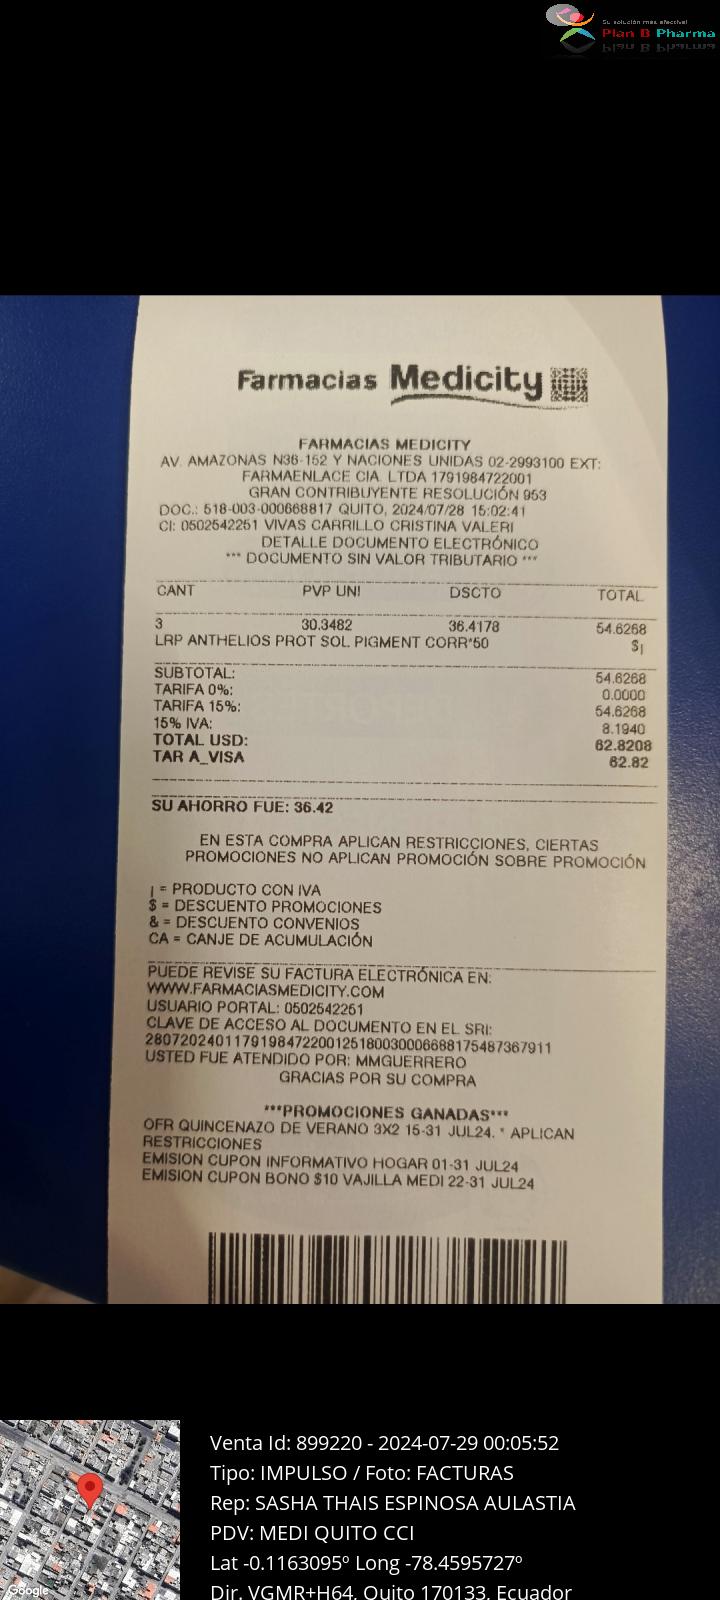 Su solución más efectiva!
Plan B Pharma
Farmacias Medicity
FARMACIAS MEDICITY
AV. AMAZONAS N36-152 Y NACIONES UNIDAS 02-2993100 EXT:
FARMAENLACE CIA. LTDA 1791984722001
GRAN CONTRIBUYENTE RESOLUCIÓN 953
DOC.: 518-003-000668817 QUITO, 2024/07/28 15:02:41
CI: 0502542251 VIVAS CARRILLO CRISTINA VALERI
DETALLE DOCUMENTO ELECTRÓNICO
*** DOCUMENTO SIN VALOR TRIBUTARIO ***
CANT PVP UNI DSCTO TOTAL
3 30.3482 36.4178 54.6268
LRP ANTHELIOS PROT SOL PIGMENT CORR*50 $¡
SUBTOTAL: 54.6268
TARIFA 0%: 0.0000
TARIFA 15%: 54.6268
15% IVA: 8.1940
TOTAL USD: 62.8208
TAR A_VISA 62.82
SU AHORRO FUE: 36.42
EN ESTA COMPRA APLICAN RESTRICCIONES, CIERTAS
PROMOCIONES NO APLICAN PROMOCIÓN SOBRE PROMOCIÓN
¡ = PRODUCTO CON IVA
$ = DESCUENTO PROMOCIONES
& = DESCUENTO CONVENIOS
CA = CANJE DE ACUMULACIÓN
PUEDE REVISE SU FACTURA ELECTRÓNICA EN:
WWW.FARMACIASMEDICITY.COM
USUARIO PORTAL: 0502542251
CLAVE DE ACCESO AL DOCUMENTO EN EL SRI:
2807202401179198472200125180030006688175487367911
USTED FUE ATENDIDO POR: MMGUERRERO
GRACIAS POR SU COMPRA
***PROMOCIONES GANADAS***
OFR QUINCENAZO DE VERANO 3X2 15-31 JUL24. * APLICAN
RESTRICCIONES
EMISION CUPON INFORMATIVO HOGAR 01-31 JUL24
EMISION CUPON BONO $10 VAJILLA MEDI 22-31 JUL24
Google
Venta Id: 899220 - 2024-07-29 00:05:52
Tipo: IMPULSO / Foto: FACTURAS
Rep: SASHA THAIS ESPINOSA AULASTIA
PDV: MEDI QUITO CCI
Lat -0.1163095º Long -78.4595727º
Dir. VGMR+H64, Quito 170133, Ecuador